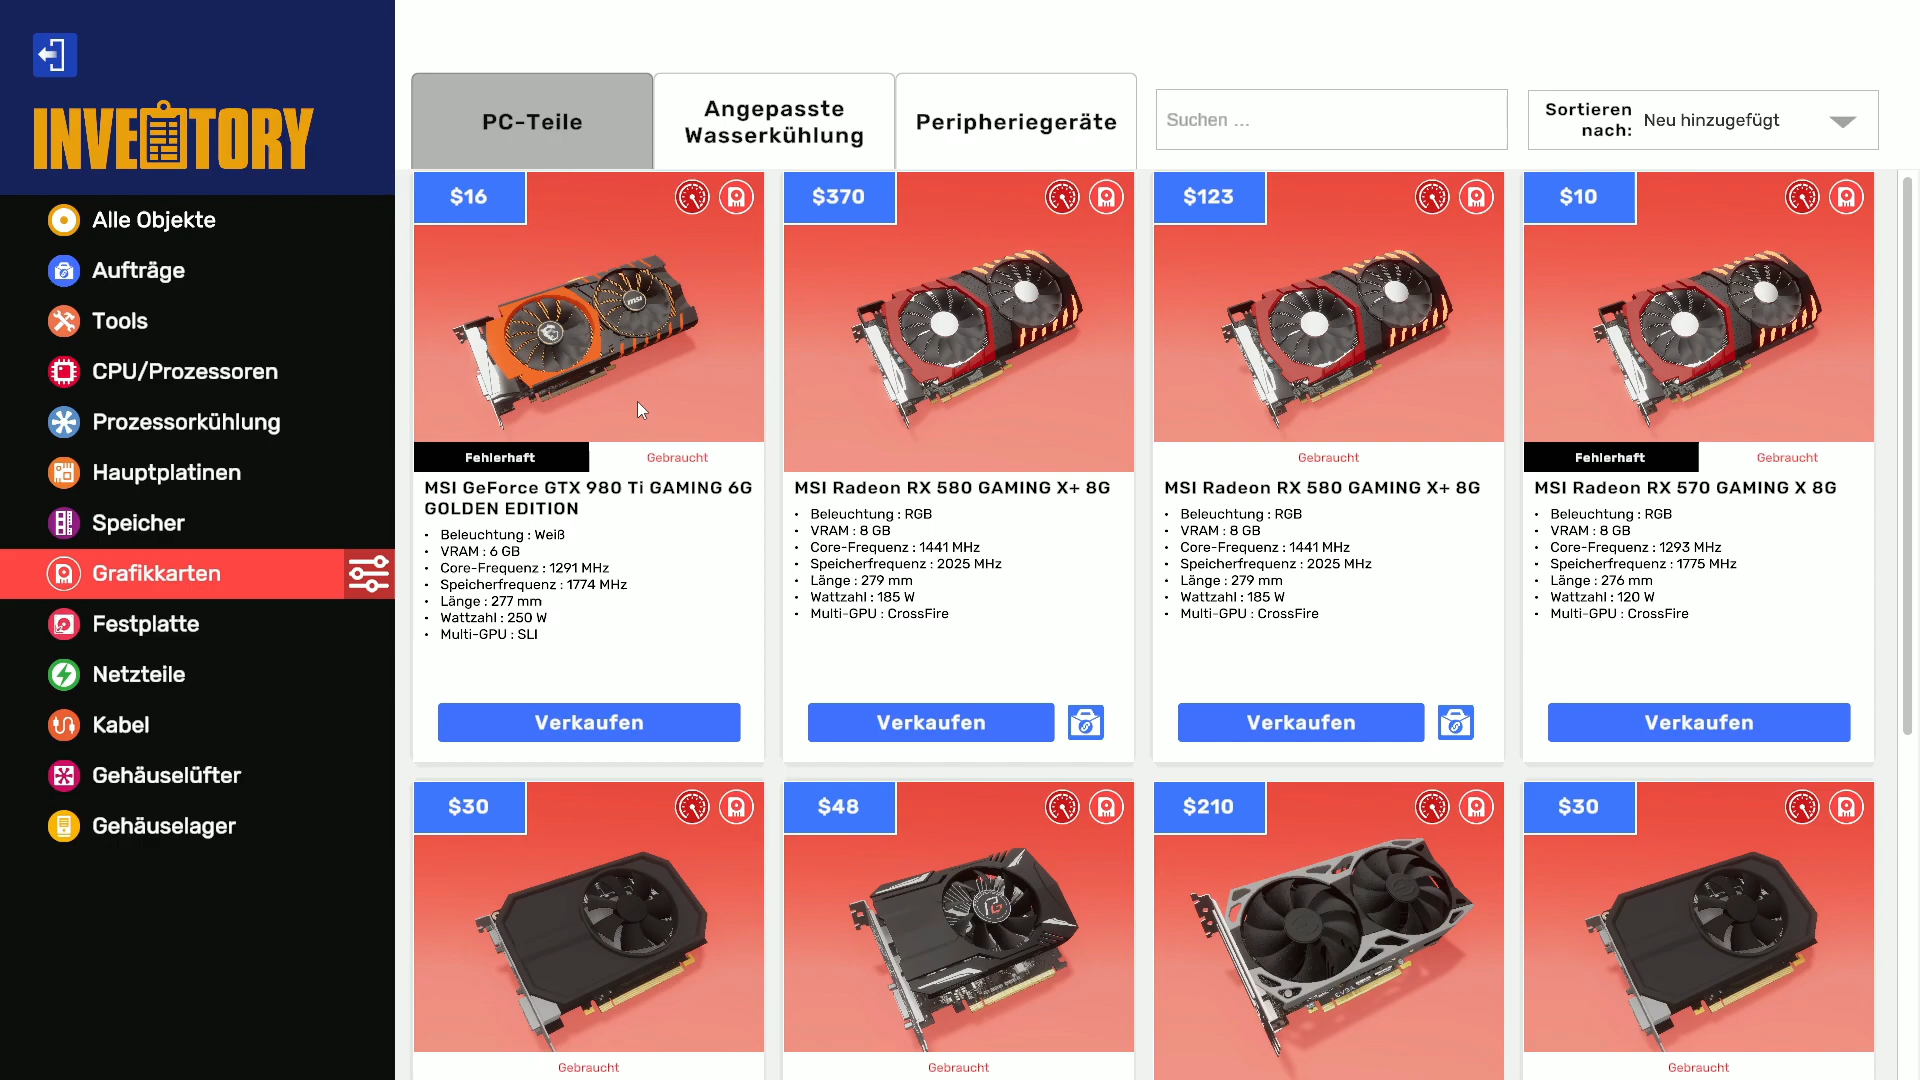 INVENTORY
Alle Objekte
Aufträge
Tools
CPU/Prozessoren
Prozessorkühlung
Hauptplatinen
Speicher
Grafikkarten
Festplatte
Netzteile
Kabel
Gehäuselüfter
Gehäuselager
PC-Teile
Angepasste
Wasserkühlung
Peripheriegeräte
Suchen ...
Sortieren
nach:
Neu hinzugefügt
$16
msi
Fehlerhaft
Gebraucht
MSI GeForce GTX 980 Ti GAMING 6G
GOLDEN EDITION
• Beleuchtung : Weiß
• VRAM : 6 GB
• Core-Frequenz : 1291 MHz
• Speicherfrequenz : 1774 MHz
• Länge : 277 mm
• Wattzahl : 250 W
• Multi-GPU : SLI
Verkaufen
$370
MSI Radeon RX 580 GAMING X+ 8G
• Beleuchtung : RGB
• VRAM : 8 GB
• Core-Frequenz : 1441 MHz
• Speicherfrequenz : 2025 MHz
• Länge : 279 mm
• Wattzahl : 185 W
• Multi-GPU : CrossFire
Verkaufen
$123
Gebraucht
MSI Radeon RX 580 GAMING X+ 8G
• Beleuchtung : RGB
• VRAM : 8 GB
• Core-Frequenz : 1441 MHz
• Speicherfrequenz : 2025 MHz
• Länge : 279 mm
• Wattzahl : 185 W
• Multi-GPU : CrossFire
Verkaufen
$10
Fehlerhaft
Gebraucht
MSI Radeon RX 570 GAMING X 8G
• Beleuchtung : RGB
• VRAM : 8 GB
• Core-Frequenz : 1293 MHz
• Speicherfrequenz : 1775 MHz
• Länge : 276 mm
• Wattzahl : 120 W
• Multi-GPU : CrossFire
Verkaufen
$30
Gebraucht
$48
Gebraucht
$210
EVGA
$30
Gebraucht